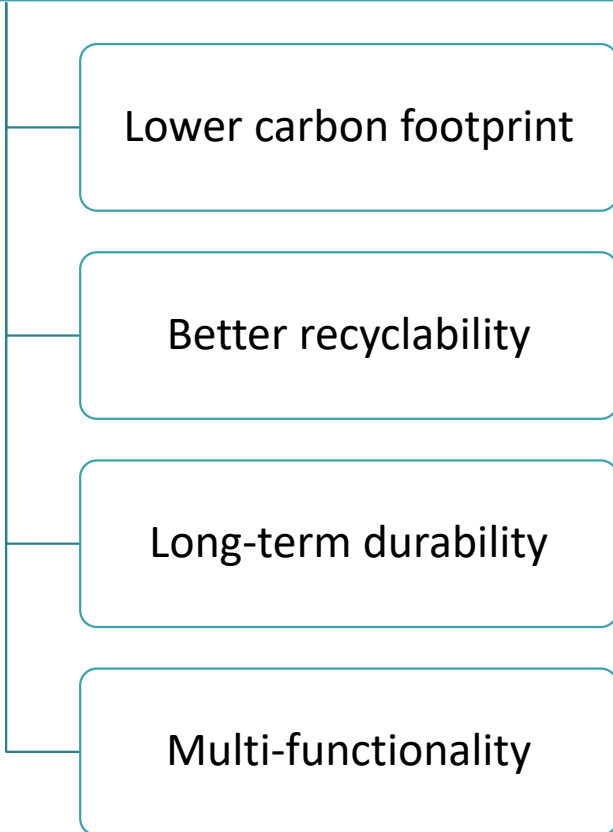 Lower carbon footprint
Better recyclability
Long-term durability
Multi-functionality